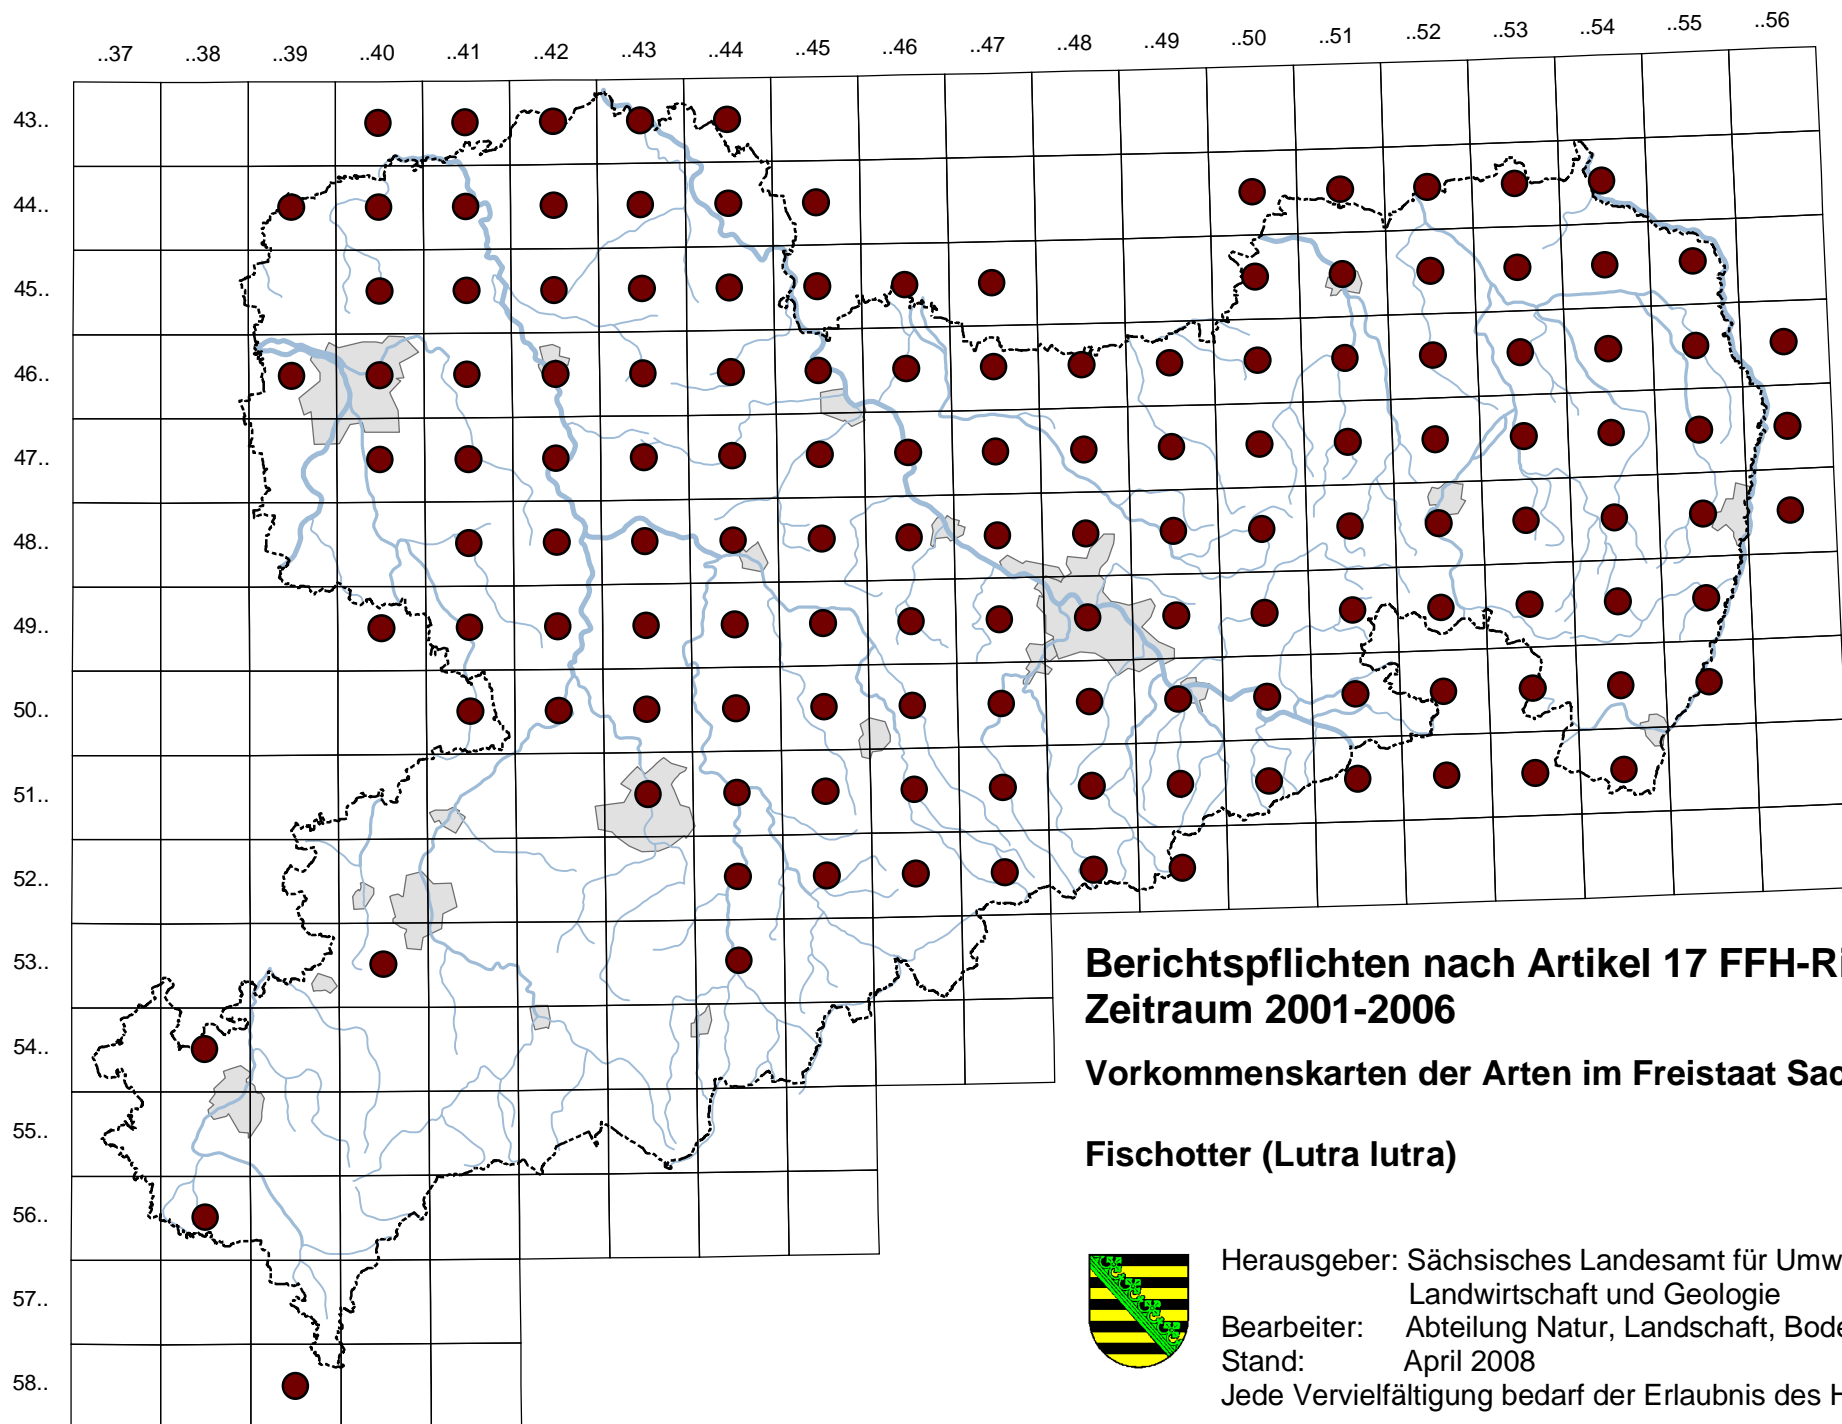 ..37 ..38 ..39 ..40 ..41 ..42 ..43 ..44 ..45 ..46 ..47 ..48 ..49 ..50 ..51 ..52 ..53 ..54 ..55 ..56
43..
44..
45..
46..
47..
48..
49..
50..
51..
52..
53..
54..
55..
56..
57..
58..
Berichtspflichten nach Artikel 17 FFH-Ri
Zeitraum 2001-2006
Vorkommenskarten der Arten im Freistaat Sac
Fischotter (Lutra lutra)
Herausgeber: Sächsisches Landesamt für Umw
Landwirtschaft und Geologie
Bearbeiter: Abteilung Natur, Landschaft, Bode
Stand: April 2008
Jede Vervielfältigung bedarf der Erlaubnis des H